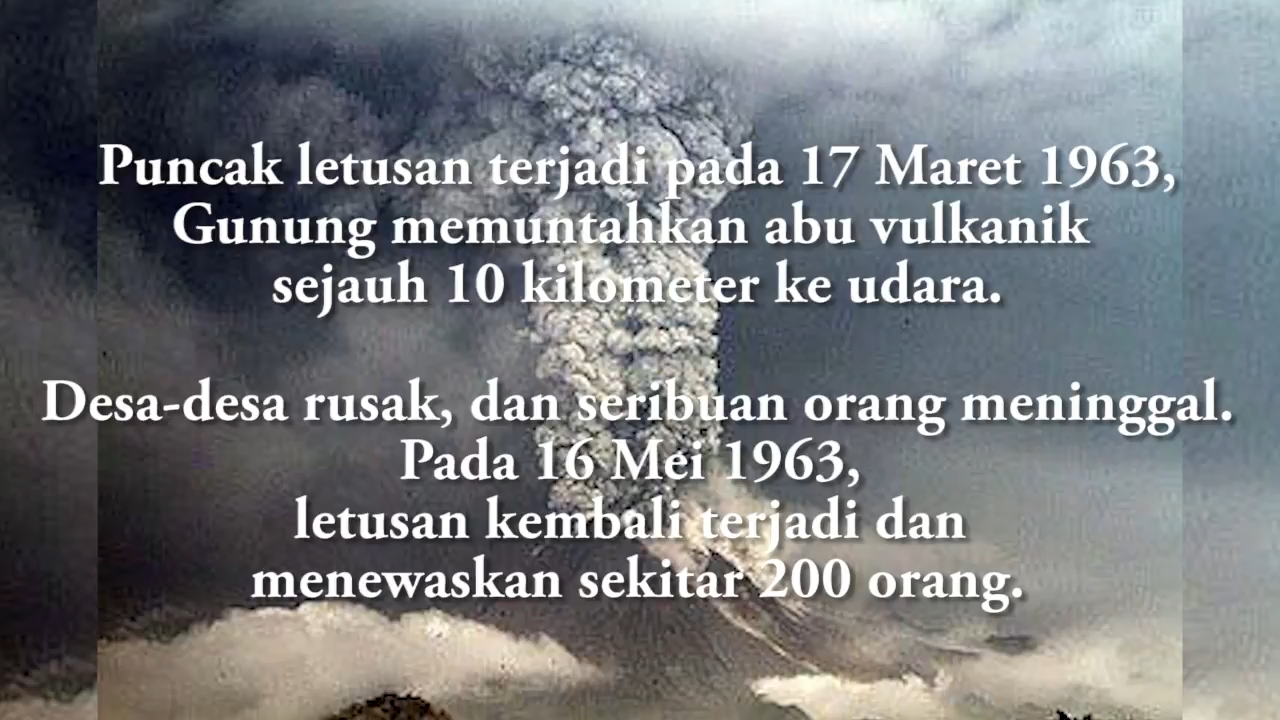 Puncak letusan terjadi pada 17 Maret 1963,
Gunung memuntahkan abu vulkanik
sejauh 10 kilometer ke udara.
Desa-desa rusak, dan seribuan orang meninggal.
Pada 16 Mei 1963,
letusan kembali terjadi dan
menewaskan sekitar 200 orang.